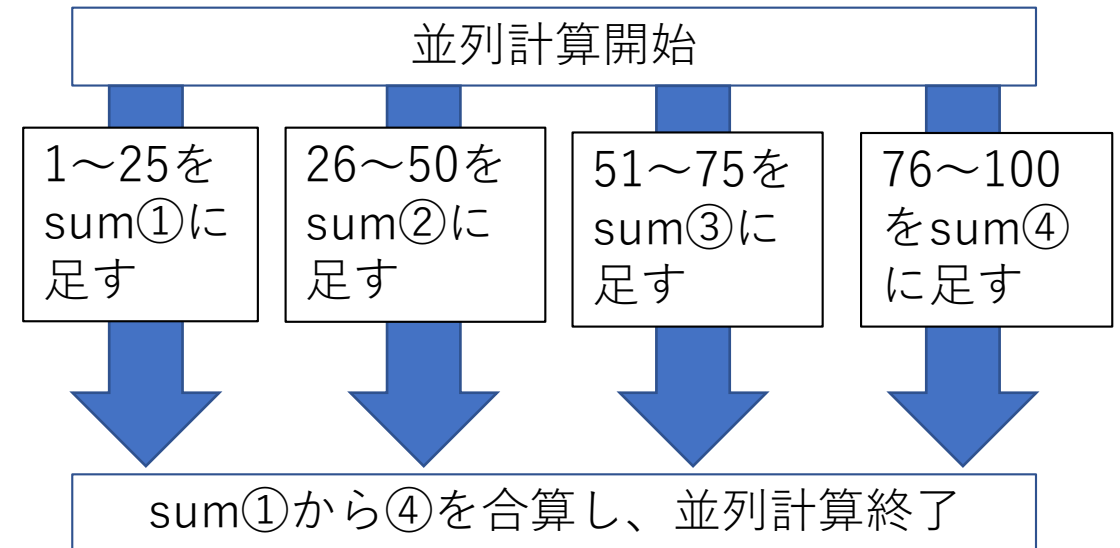 並列計算開始
1～25を
sum①に
足す
26～50を
sum②に
足す
51～75を
sum③に
足す
76～100
をsum④
に足す
sum①から④を合算し、並列計算終了